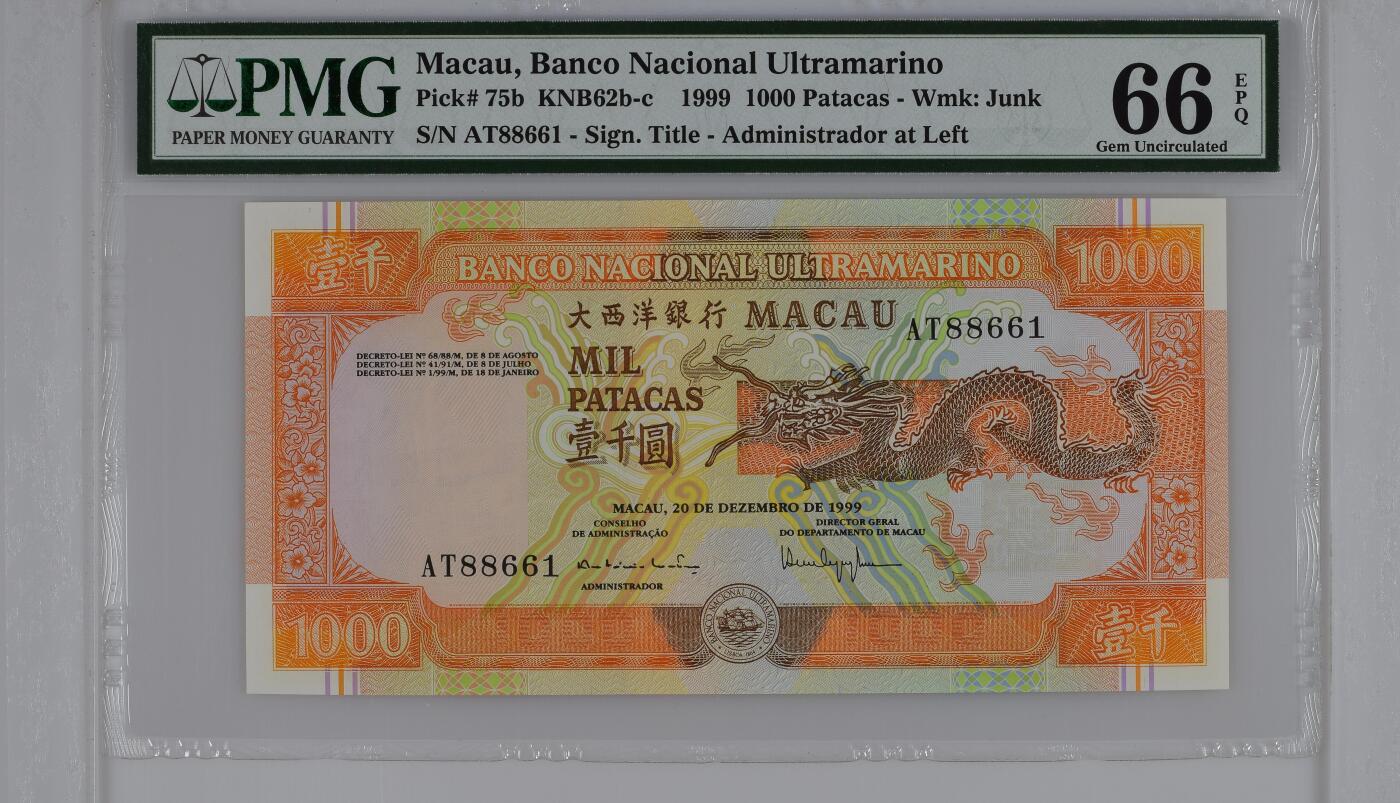 PMG
PAPER MONEY GUARANTY
Macau, Banco Nacional Ultramarino
Pick# 75b KNB62b-c 1999 1000 Patacas - Wmk: Junk
S/N AT88661 - Sign. Title - Administrador at Left
66
EPQ
Gem Uncirculated
壹千
BANCO NACIONAL ULTRAMARINO
1000
大西洋銀行 MACAU
AT88661
DECRETO-LEI Nº 68/88/M, DE 8 DE AGOSTO
DECRETO-LEI Nº 41/91/M, DE 8 DE JULHO
DECRETO-LEI Nº 1/99/M, DE 18 DE JANEIRO
MIL
PATACAS
壹千圓
MACAU, 20 DE DEZEMBRO DE 1999
CONSELHO
DE ADMINISTRAÇÃO
DIRECTOR GERAL
DO DEPARTAMENTO DE MACAU
AT88661
ADMINISTRADOR
1000
BANCO NACIONAL ULTRAMARINO
壹千